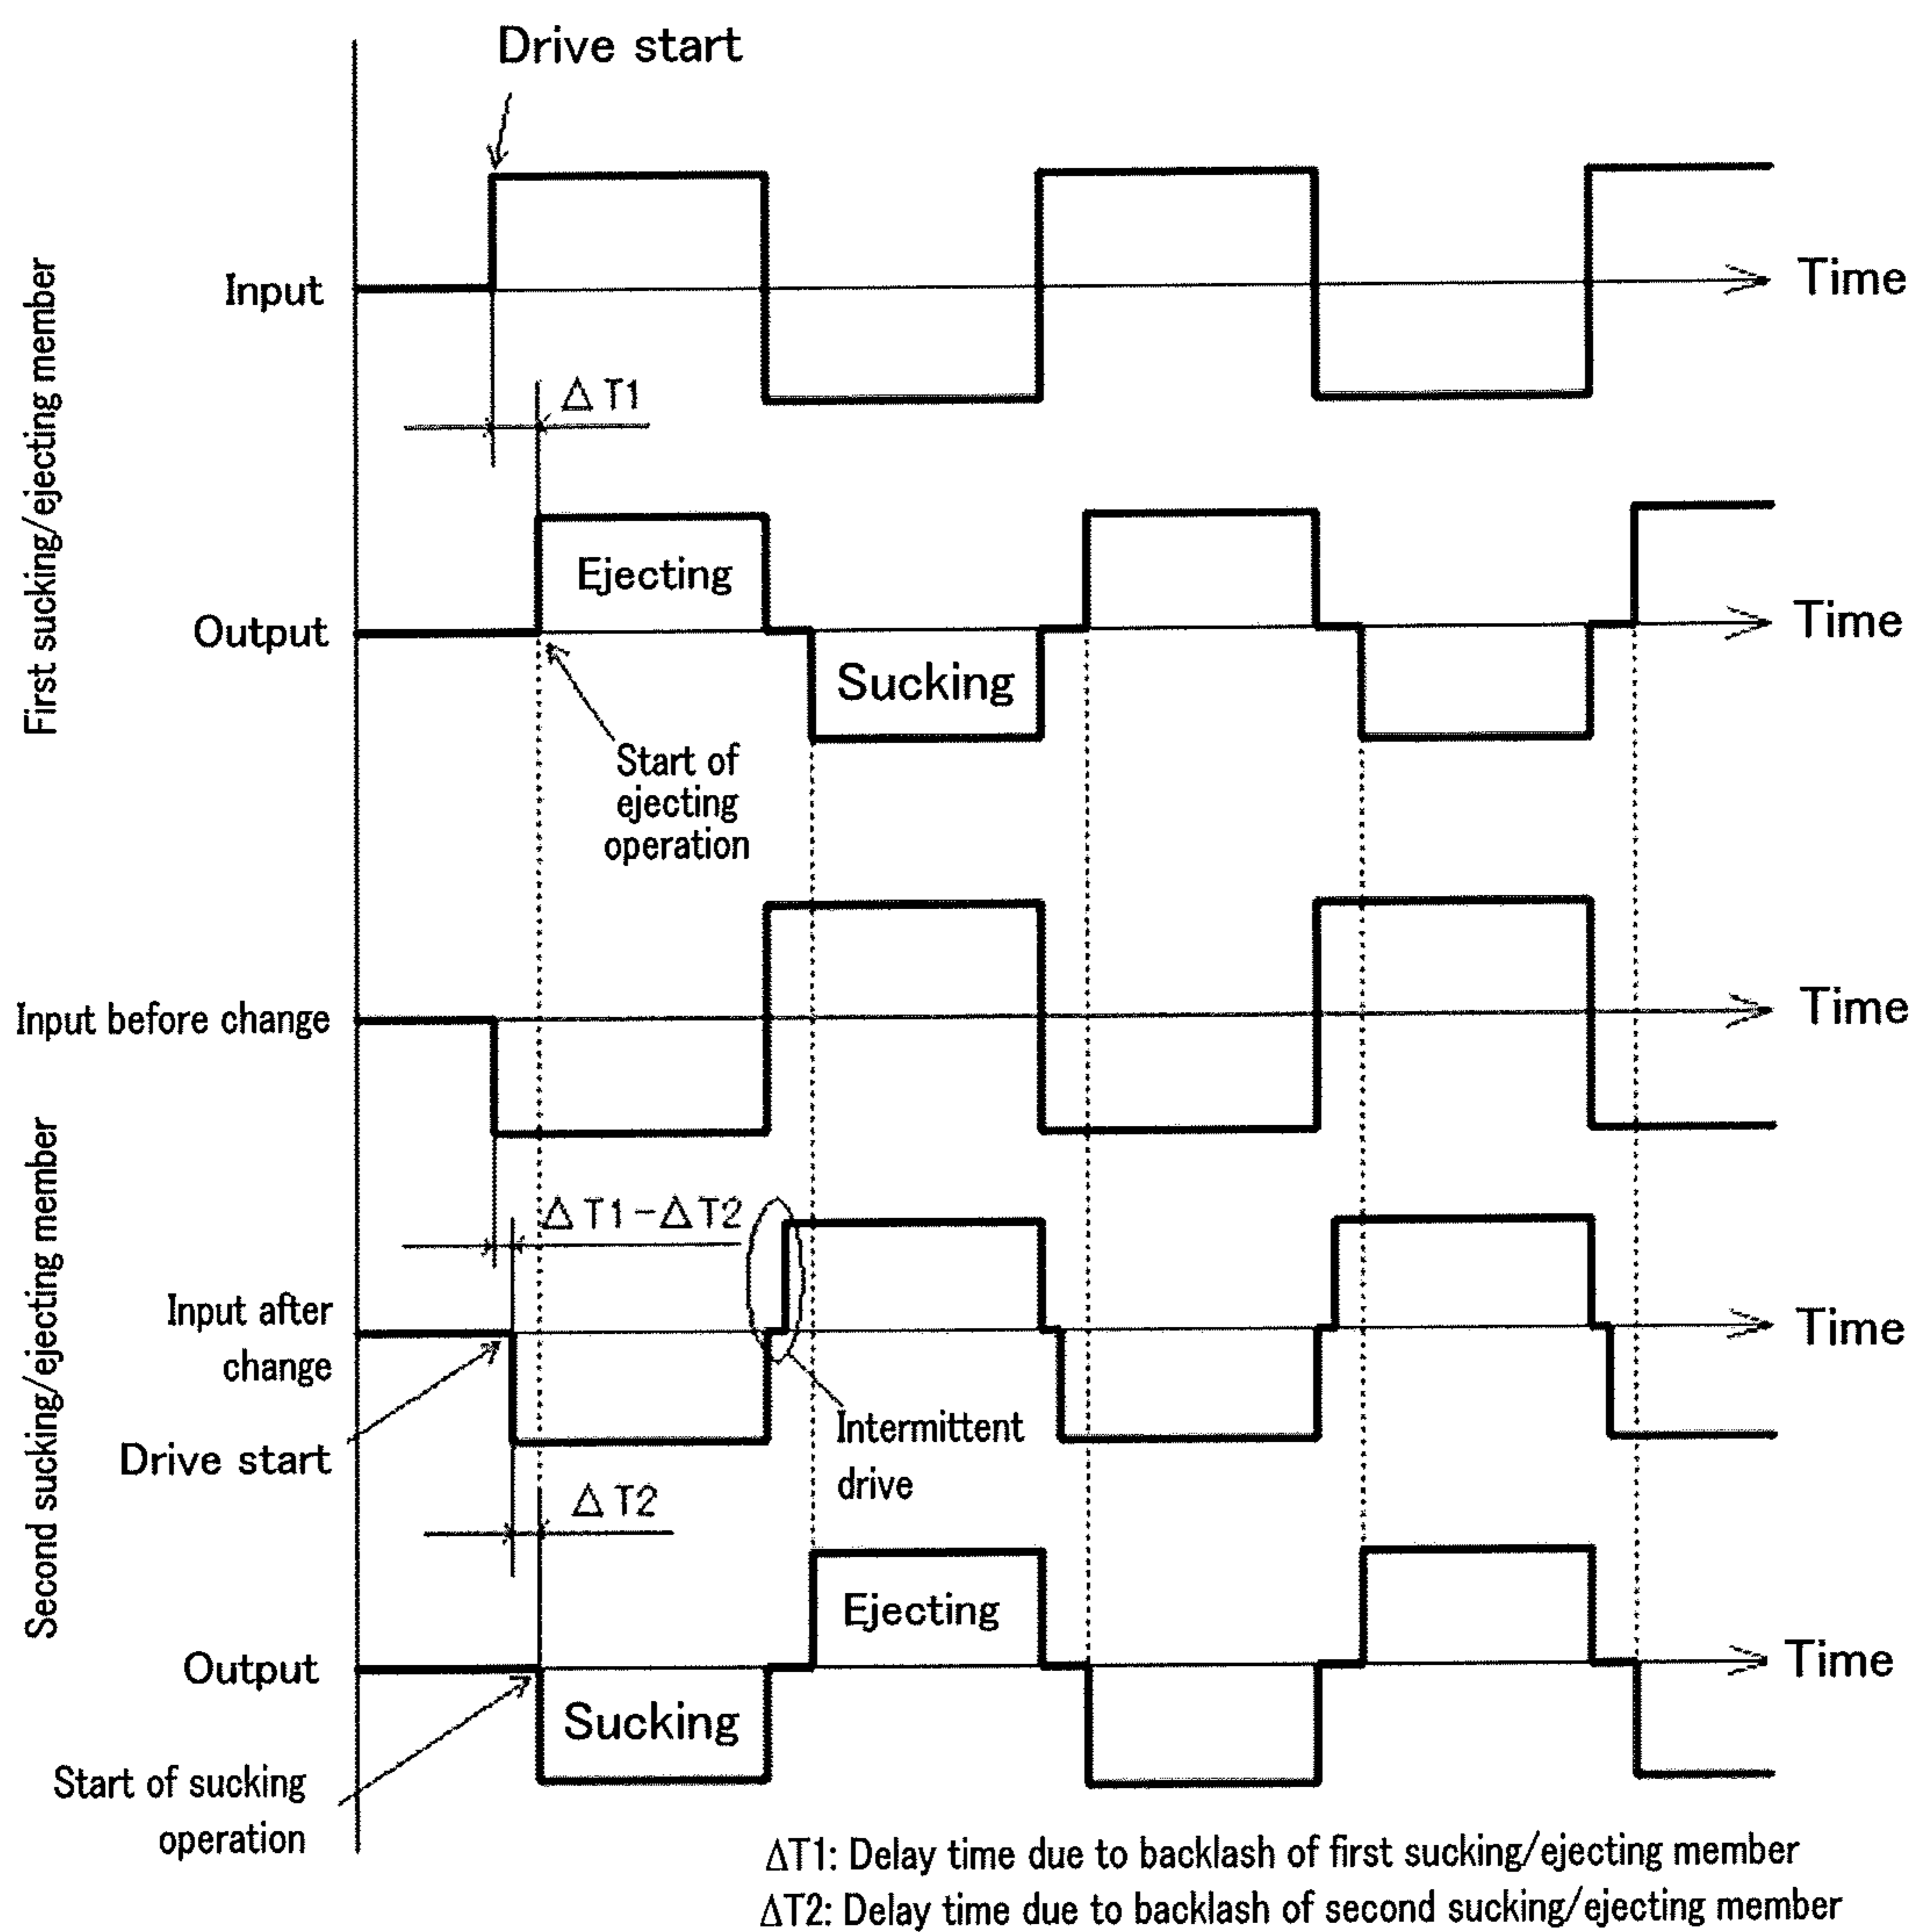 Drive start
First sucking/ejecting member
Input
Time
ΔT1
Ejecting
Output
Time
Sucking
Start of
ejecting
operation
Input before change
Time
Second sucking/ejecting member
ΔT1-ΔT2
Input after
change
Time
Drive start
Intermittent
drive
ΔT2
Ejecting
Output
Time
Sucking
Start of sucking
operation
ΔT1: Delay time due to backlash of first sucking/ejecting member
ΔT2: Delay time due to backlash of second sucking/ejecting member